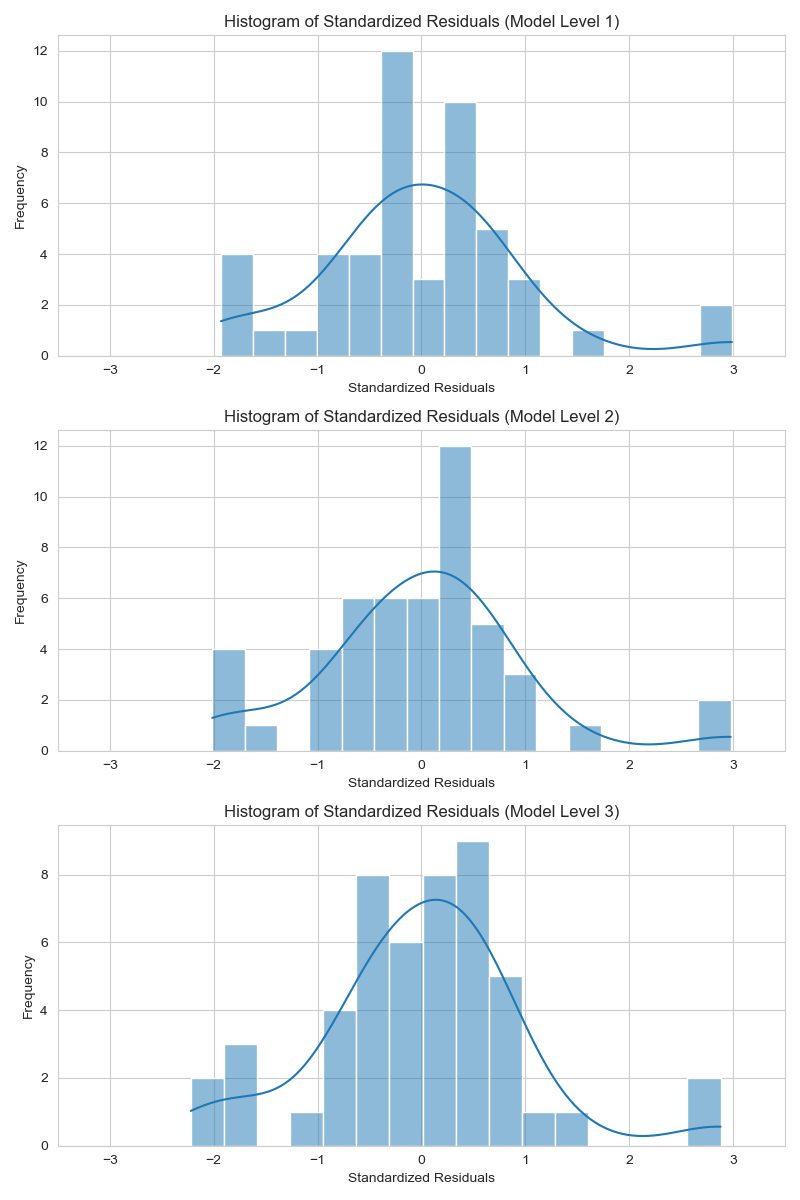 Histogram of Standardized Residuals (Model Level 1)
12
10
8
6
4
2
0
Frequency
−3 −2 −1 0 1 2 3
Standardized Residuals
Histogram of Standardized Residuals (Model Level 2)
12
10
8
6
4
2
0
Frequency
−3 −2 −1 0 1 2 3
Standardized Residuals
Histogram of Standardized Residuals (Model Level 3)
8
6
4
2
0
Frequency
−3 −2 −1 0 1 2 3
Standardized Residuals